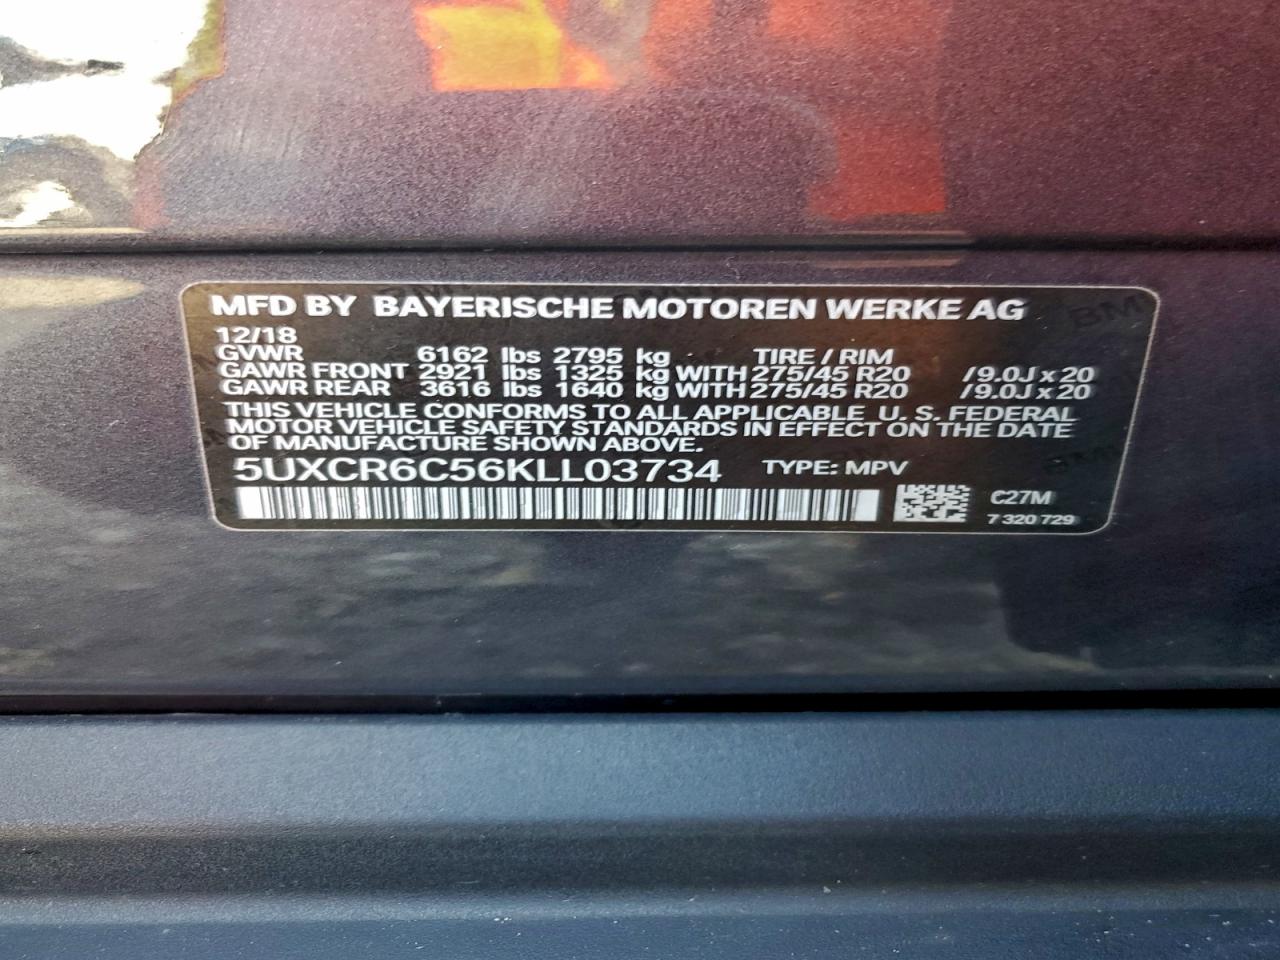 MFD BY BAYERISCHE MOTOREN WERKE AG
12/18
GVWR 6162 lbs 2795 kg TIRE / RIM
GAWR FRONT 2921 lbs 1325 kg WITH 275/45 R20 /9.0J x 20
GAWR REAR 3616 lbs 1640 kg WITH 275/45 R20 /9.0J x 20
THIS VEHICLE CONFORMS TO ALL APPLICABLE U. S. FEDERAL
MOTOR VEHICLE SAFETY STANDARDS IN EFFECT ON THE DATE
OF MANUFACTURE SHOWN ABOVE.
5UXCR6C56KLL03734 TYPE: MPV
C27M
7 320 729